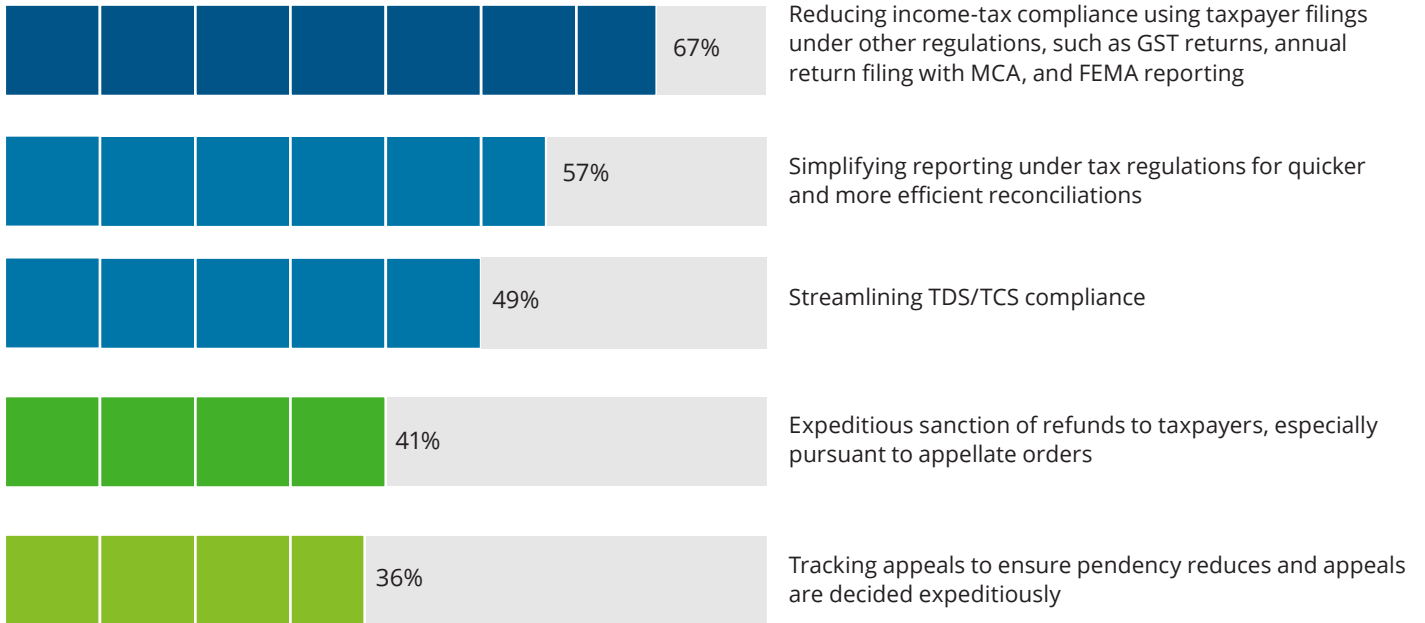 67%
Reducing income-tax compliance using taxpayer filings
under other regulations, such as GST returns, annual
return filing with MCA, and FEMA reporting
57%
Simplifying reporting under tax regulations for quicker
and more efficient reconciliations
49%
Streamlining TDS/TCS compliance
41%
Expeditious sanction of refunds to taxpayers, especially
pursuant to appellate orders
36%
Tracking appeals to ensure pendency reduces and appeals
are decided expeditiously